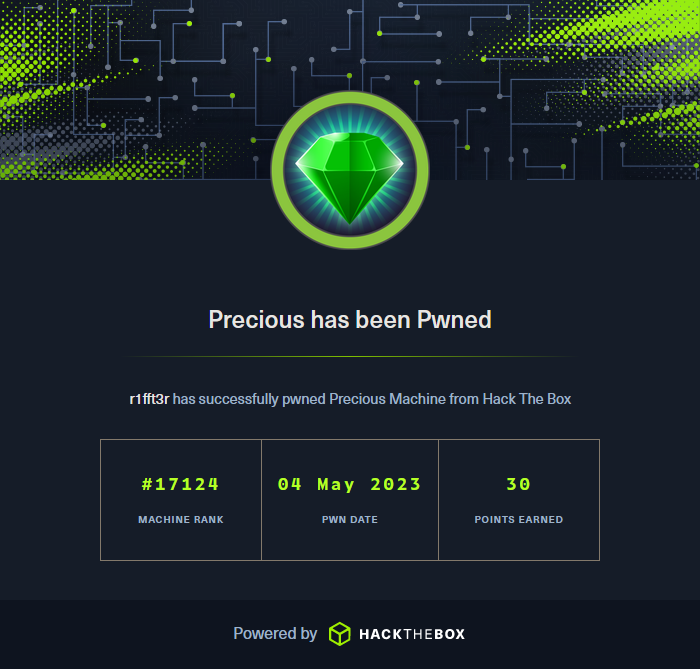 Precious has been Pwned
r1fft3r has successfully pwned Precious Machine from Hack The Box
#17124
MACHINE RANK
04 May 2023
PWN DATE
30
POINTS EARNED
Powered by HACKTHEBOX